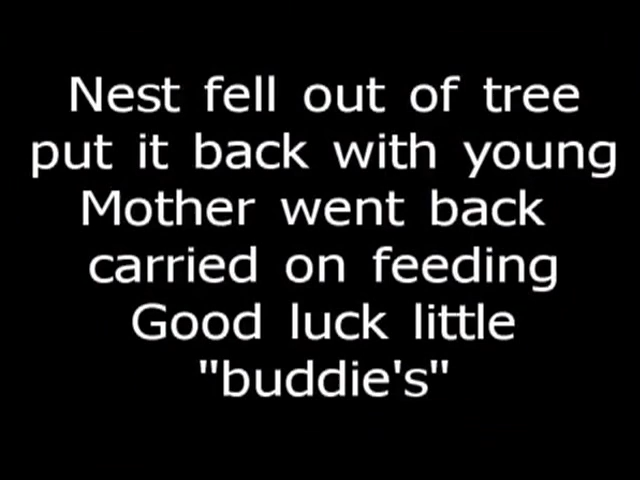 Nest fell out of tree
put it back with young
Mother went back
carried on feeding
Good luck little
"buddie's"